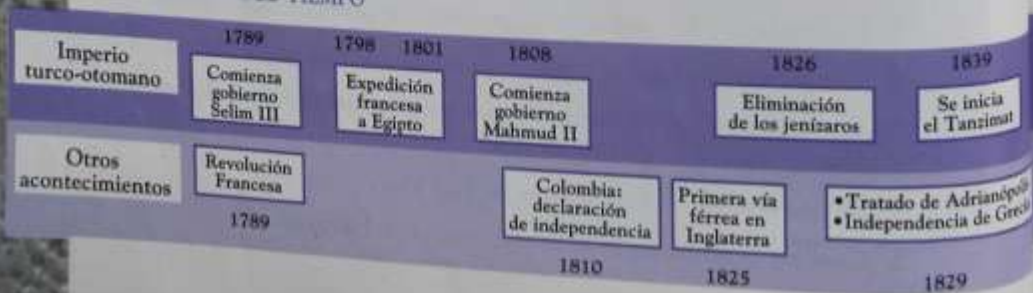 TIEMPO
Imperio
turco-otomano
1789
Comienza
gobierno
Selim III
1798 1801
Expedición
francesa
a Egipto
1808
Comienza
gobierno
Mahmud II
1826
Eliminación
de los jenízaros
1839
Se inicia
el Tanzimat
Otros
acontecimientos
Revolución
Francesa
1789
Colombia:
declaración
de independencia
1810
Primera vía
férrea en
Inglaterra
1825
• Tratado de
• Independencia de
1829